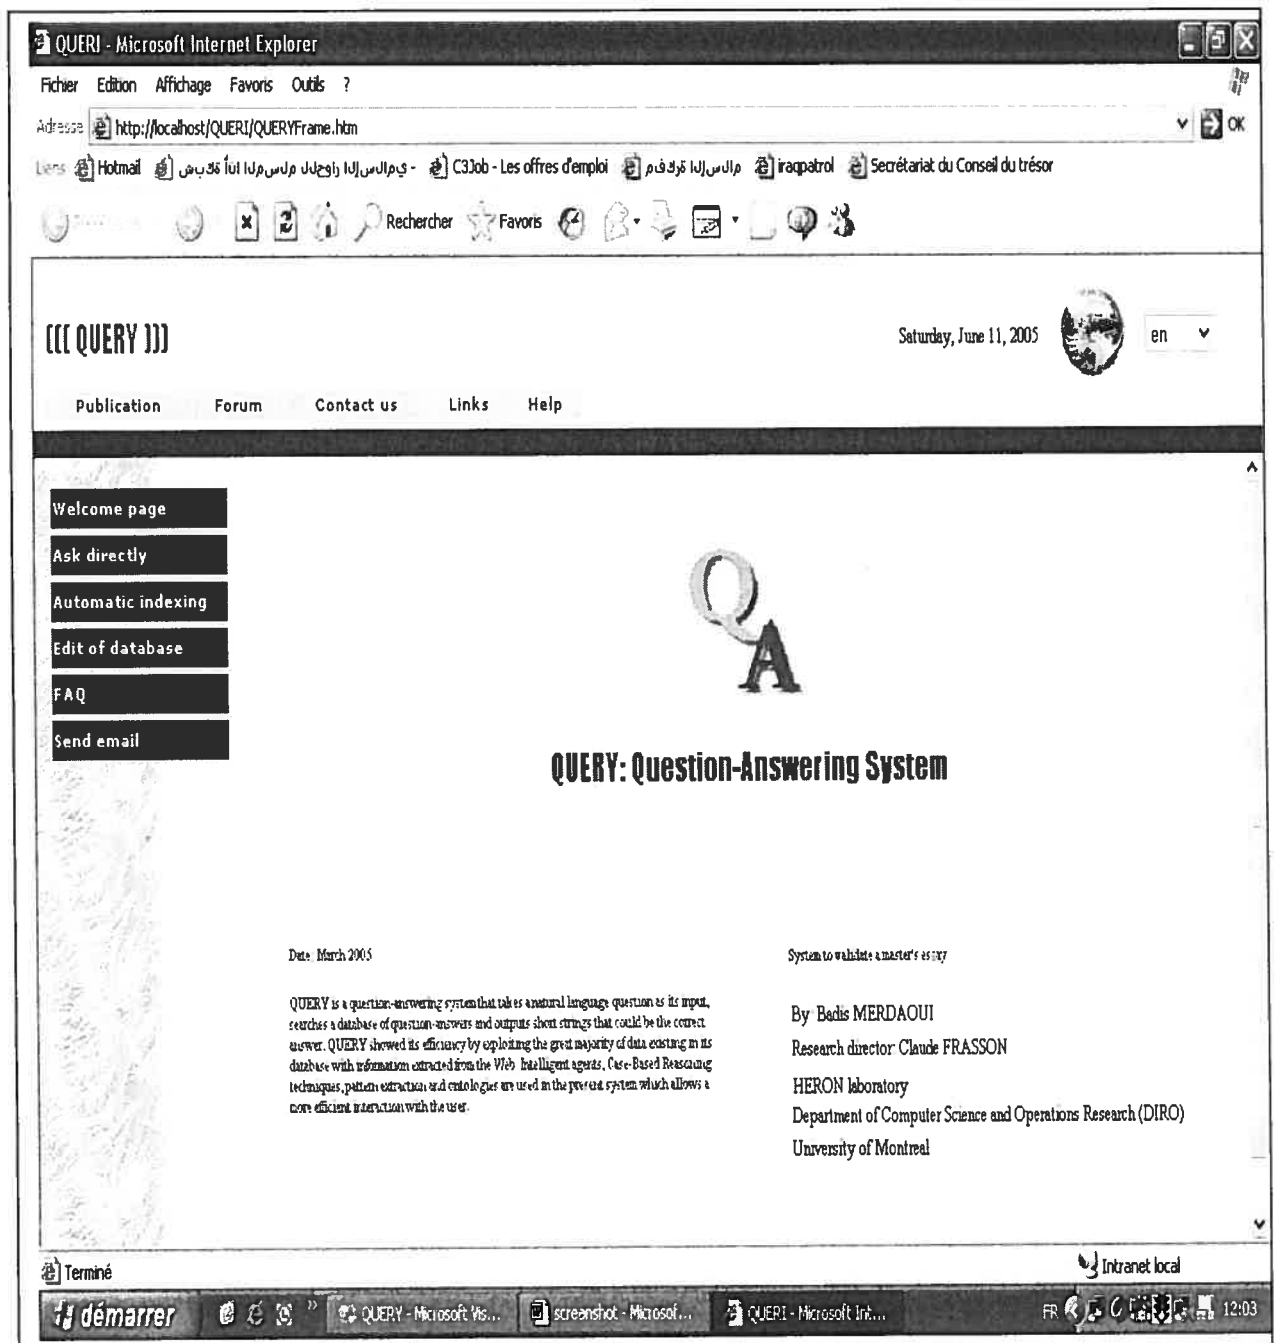 QUERI - Microsoft Internet Explorer
Fichier Edition Affichage Favoris Outils ?
Adresse http://localhost/QUERI/QUERYFrame.htm OK
Liens Hotmail C3Job - Les offres d'emploi iraqpatrol Secrétariat du Conseil du trésor
Rechercher Favoris
((( QUERY )))
Saturday, June 11, 2005
en
Publication Forum Contact us Links Help
Welcome page
Ask directly
Automatic indexing
Edit of database
FAQ
Send email
QA
QUERY: Question-Answering System
Date: March 2005
QUERY is a question-answering system that takes a natural language question as its input,
searches a database of question-answers and outputs short strings that could be the correct
answer. QUERY showed its efficiency by exploiting the great majority of data existing in its
database with information extracted from the Web. Intelligent agents, Case-Based Reasoning
techniques, pattern extraction and ontologies are used in the present system which allows a
more efficient interaction with the user.
System to validate a master's essay
By: Badis MERDAOUI
Research director: Claude FRASSON
HERON laboratory
Department of Computer Science and Operations Research (DIRO)
University of Montreal
Terminé
Intranet local
démarrer QUERY - Microsoft Vis... screenshot - Microsof... QUERI - Microsoft Int... FR 12:03